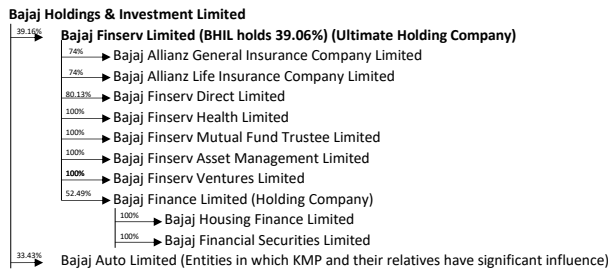 Bajaj Holdings & Investment Limited
39.16% Bajaj Finserv Limited (BHIL holds 39.06%) (Ultimate Holding Company)
74% Bajaj Allianz General Insurance Company Limited
74% Bajaj Allianz Life Insurance Company Limited
80.13% Bajaj Finserv Direct Limited
100% Bajaj Finserv Health Limited
100% Bajaj Finserv Mutual Fund Trustee Limited
100% Bajaj Finserv Asset Management Limited
100% Bajaj Finserv Ventures Limited
52.49% Bajaj Finance Limited (Holding Company)
100% Bajaj Housing Finance Limited
100% Bajaj Financial Securities Limited
33.43% Bajaj Auto Limited (Entities in which KMP and their relatives have significant influence)